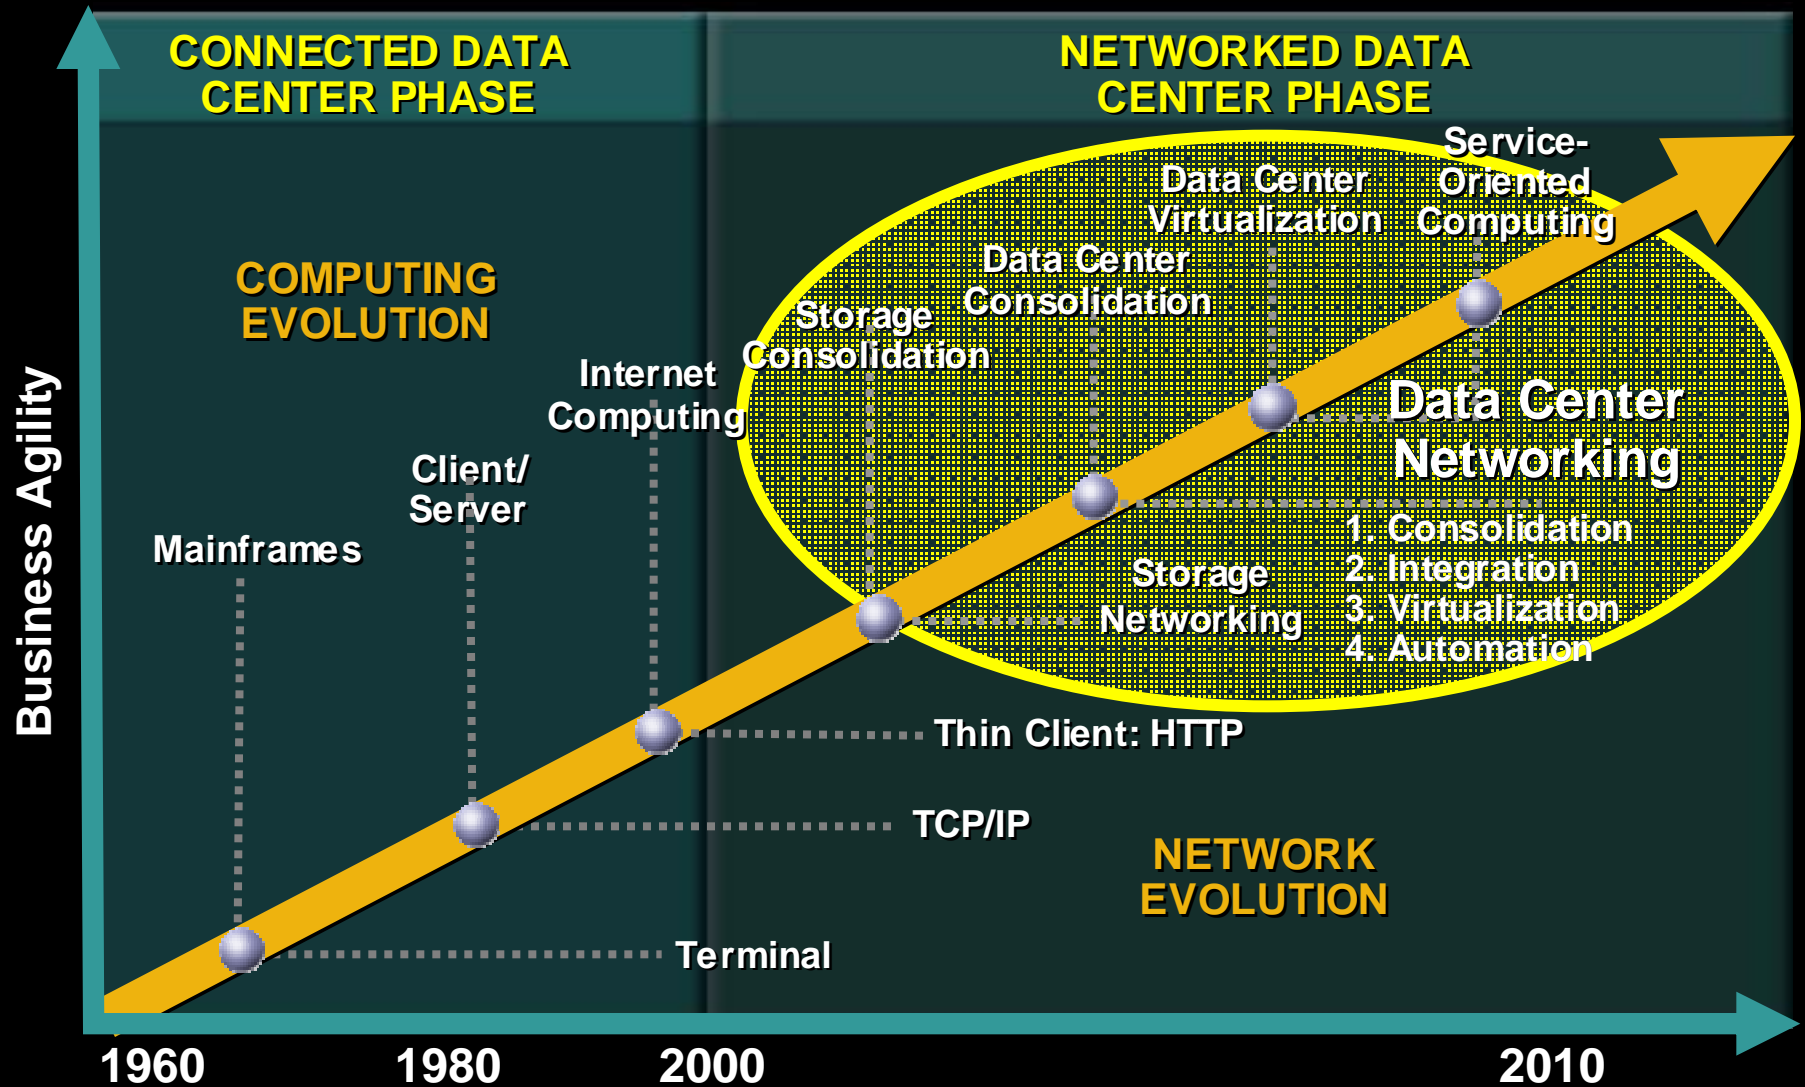 CONNECTED DATA
CENTER PHASE
NETWORKED DATA
CENTER PHASE
Service-
Oriented
Computing
Data Center
Virtualization
Data Center
Consolidation
Storage
Consolidation
COMPUTING
EVOLUTION
Internet
Computing
Client/
Server
Mainframes
Business Agility
Data Center
Networking
1. Consolidation
2. Integration
3. Virtualization
4. Automation
Storage
Networking
Thin Client: HTTP
TCP/IP
NETWORK
EVOLUTION
Terminal
1960 1980 2000 2010